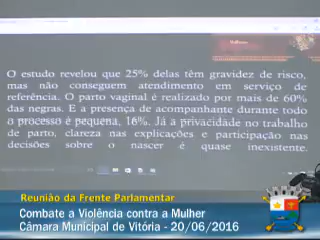 O estudo revelou que 25% delas têm gravidez de risco,
mas não conseguem atendimento em serviço de
referência. O parto vaginal é realizado por mais de 60%
das negras. E a presença de acompanhante durante todo
o processo é pequena, 16%. Já a privacidade no trabalho
de parto, clareza nas explicações e participação nas
decisões sobre o nascer é quase inexistente.
Reunião da Frente Parlamentar
Combate a Violência contra a Mulher
Câmara Municipal de Vitória - 20/06/2016